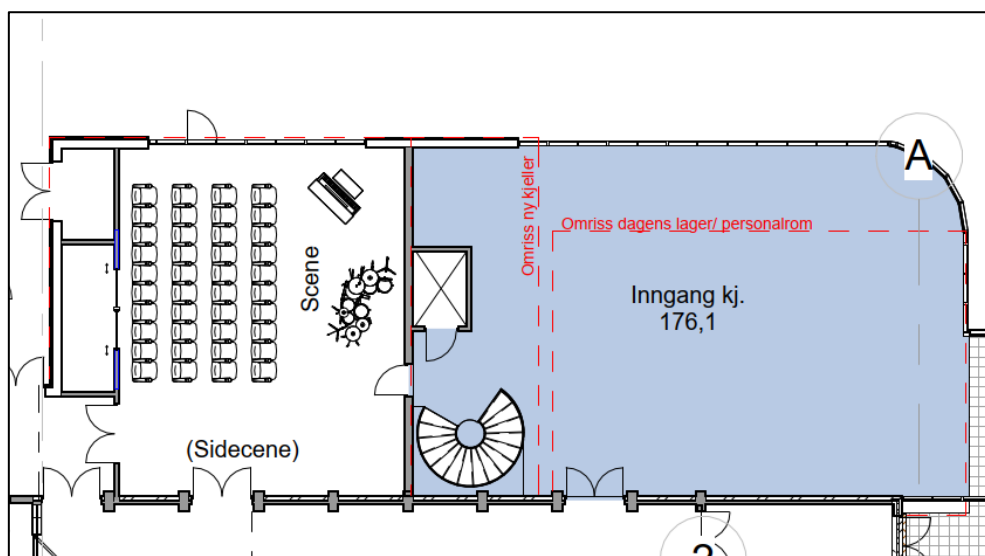 A
Omriss ny kjeller
Omriss dagens lager/ personalrom
Scene
Inngang kj.
176,1
(Sidecene)
2